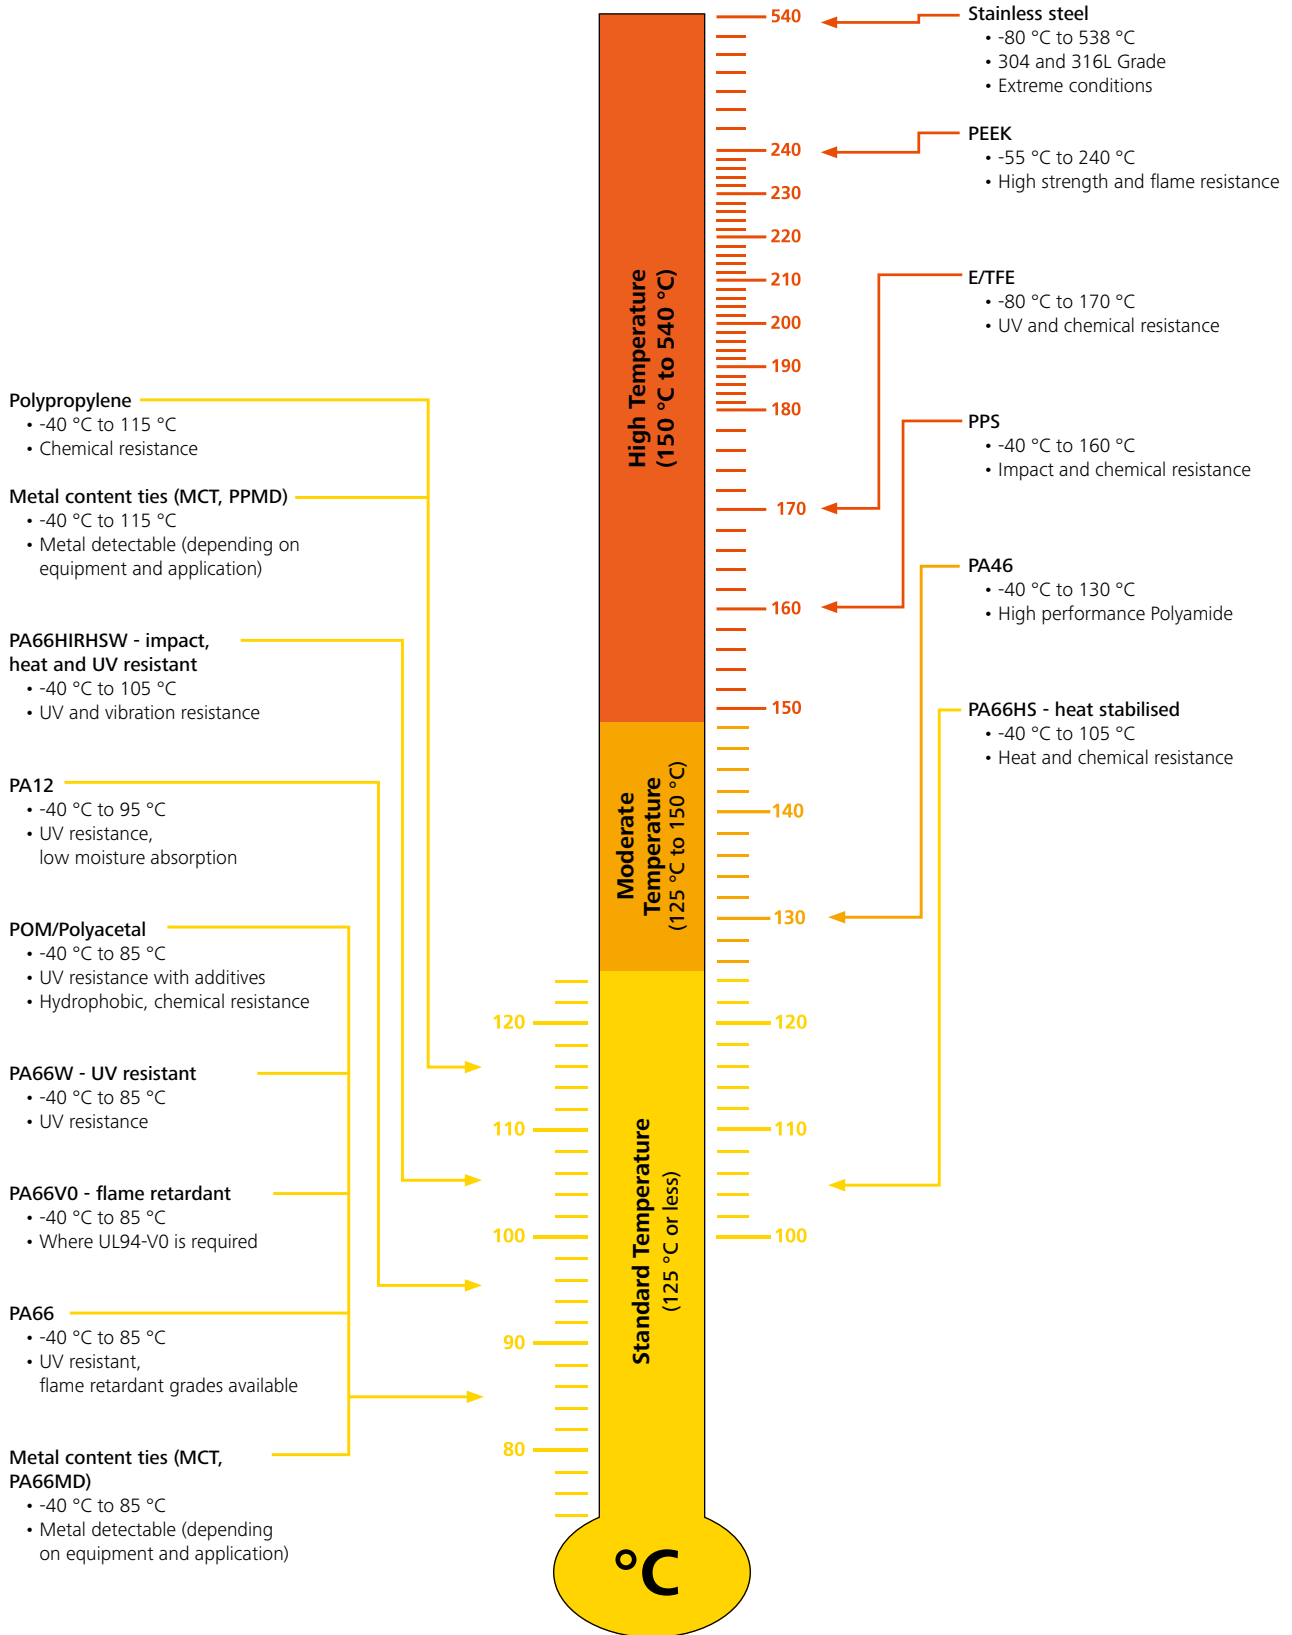 Polypropylene
• -40 °C to 115 °C
• Chemical resistance
Metal content ties (MCT, PPMD)
• -40 °C to 115 °C
• Metal detectable (depending on
equipment and application)
PA66HIRHSW - impact,
heat and UV resistant
• -40 °C to 105 °C
• UV and vibration resistance
PA12
• -40 °C to 95 °C
• UV resistance,
low moisture absorption
POM/Polyacetal
• -40 °C to 85 °C
• UV resistance with additives
• Hydrophobic, chemical resistance
PA66W - UV resistant
• -40 °C to 85 °C
• UV resistance
PA66V0 - flame retardant
• -40 °C to 85 °C
• Where UL94-V0 is required
PA66
• -40 °C to 85 °C
• UV resistant,
flame retardant grades available
Metal content ties (MCT,
PA66MD)
• -40 °C to 85 °C
• Metal detectable (depending
on equipment and application)
120
110
100
90
80
High Temperature
(150 °C to 540 °C)
Moderate
Temperature
(125 °C to 150 °C)
Standard Temperature
(125 °C or less)
°C
540
240
230
220
210
200
190
180
170
160
150
140
130
120
110
100
Stainless steel
• -80 °C to 538 °C
• 304 and 316L Grade
• Extreme conditions
PEEK
• -55 °C to 240 °C
• High strength and flame resistance
E/TFE
• -80 °C to 170 °C
• UV and chemical resistance
PPS
• -40 °C to 160 °C
• Impact and chemical resistance
PA46
• -40 °C to 130 °C
• High performance Polyamide
PA66HS - heat stabilised
• -40 °C to 105 °C
• Heat and chemical resistance